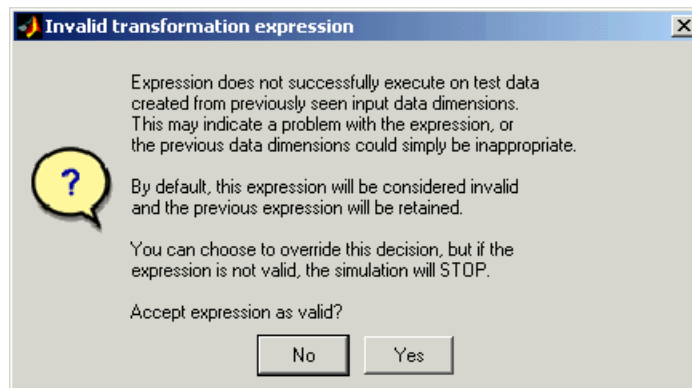 Invalid transformation expression
Expression does not successfully execute on test data
created from previously seen input data dimensions.
This may indicate a problem with the expression, or
the previous data dimensions could simply be inappropriate.
By default, this expression will be considered invalid
and the previous expression will be retained.
You can choose to override this decision, but if the
expression is not valid, the simulation will STOP.
Accept expression as valid?
No
Yes